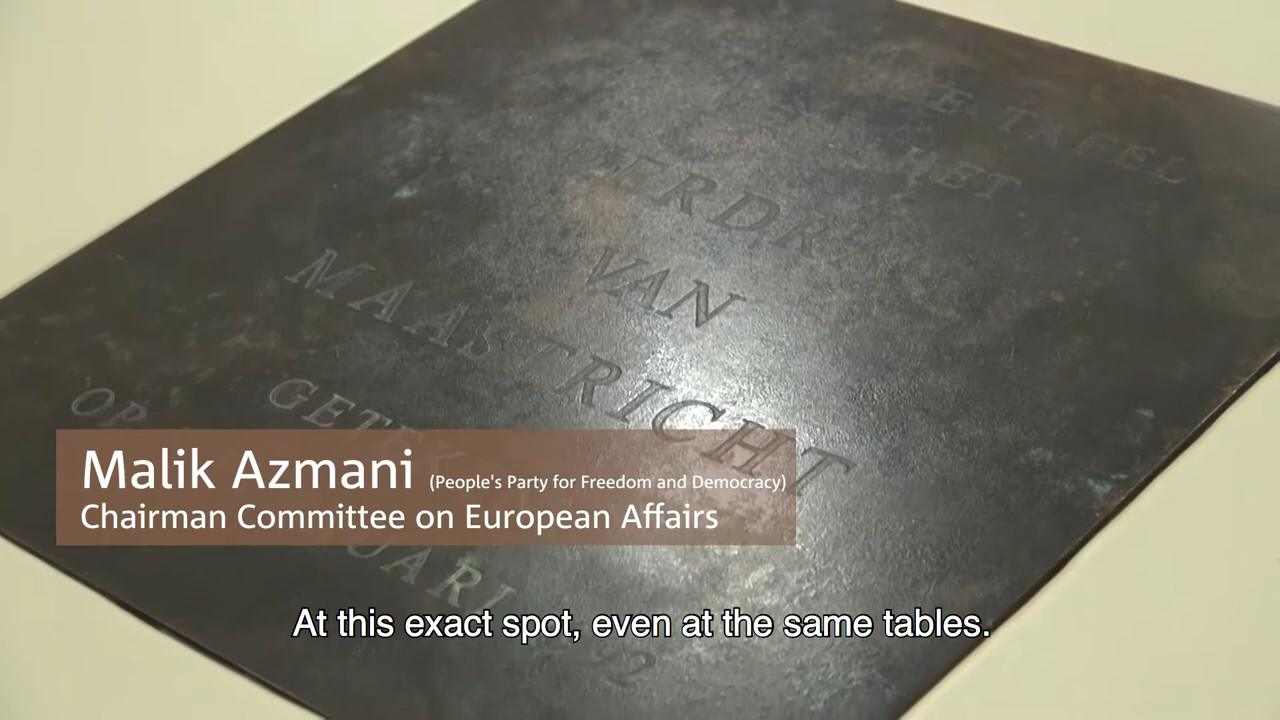 E TAFEL
HET
VAN
MAASTRICHT
OP
Malik Azmani (People's Party for Freedom and Democracy)
Chairman Committee on European Affairs
At this exact spot, even at the same tables.